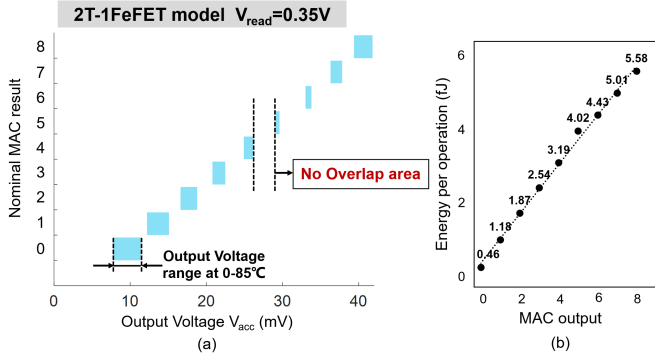 2T-1FeFET model Vread=0.35V
(a)
Nominal MAC result
8
7
6
5
4
3
2
1
0
No Overlap area
Output Voltage
range at 0-85℃
0
10
20
30
40
Output Voltage Vacc (mV)
(a)
(b)
Energy per operation (fJ)
6
4
2
0
5.58
5.01
4.43
4.02
3.19
2.54
1.87
1.18
0.46
0
2
4
6
8
MAC output
(b)